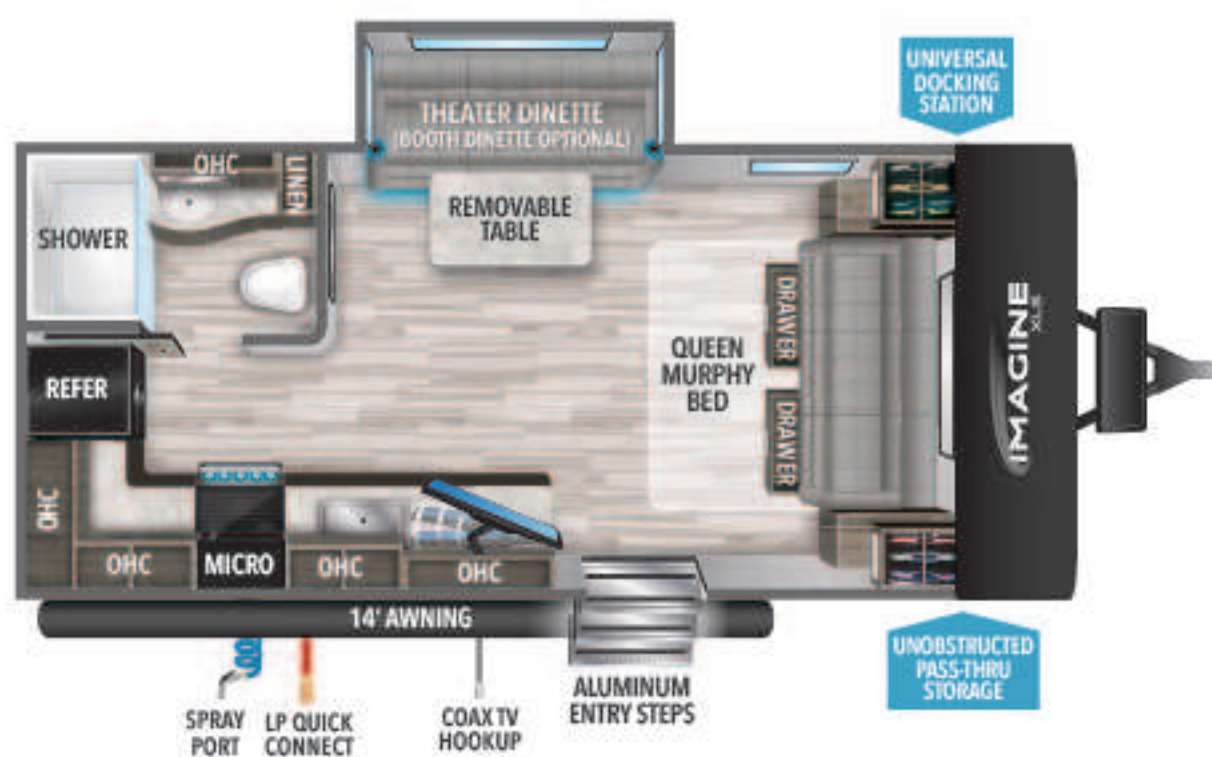 UNIVERSAL
DOCKING
STATION
THEATER DINETTE
(BOOTH DINETTE OPTIONAL)
OHC
LINEN
SHOWER
REMOVABLE
TABLE
DRAWER
QUEEN
MURPHY
BED
DRAWER
IMAGINE
XLS
REFER
OHC
OHC
MICRO
OHC
OHC
14' AWNING
UNOBSTRUCTED
PASS-THRU
STORAGE
SPRAY
PORT
LP QUICK
CONNECT
COAX TV
HOOKUP
ALUMINUM
ENTRY STEPS